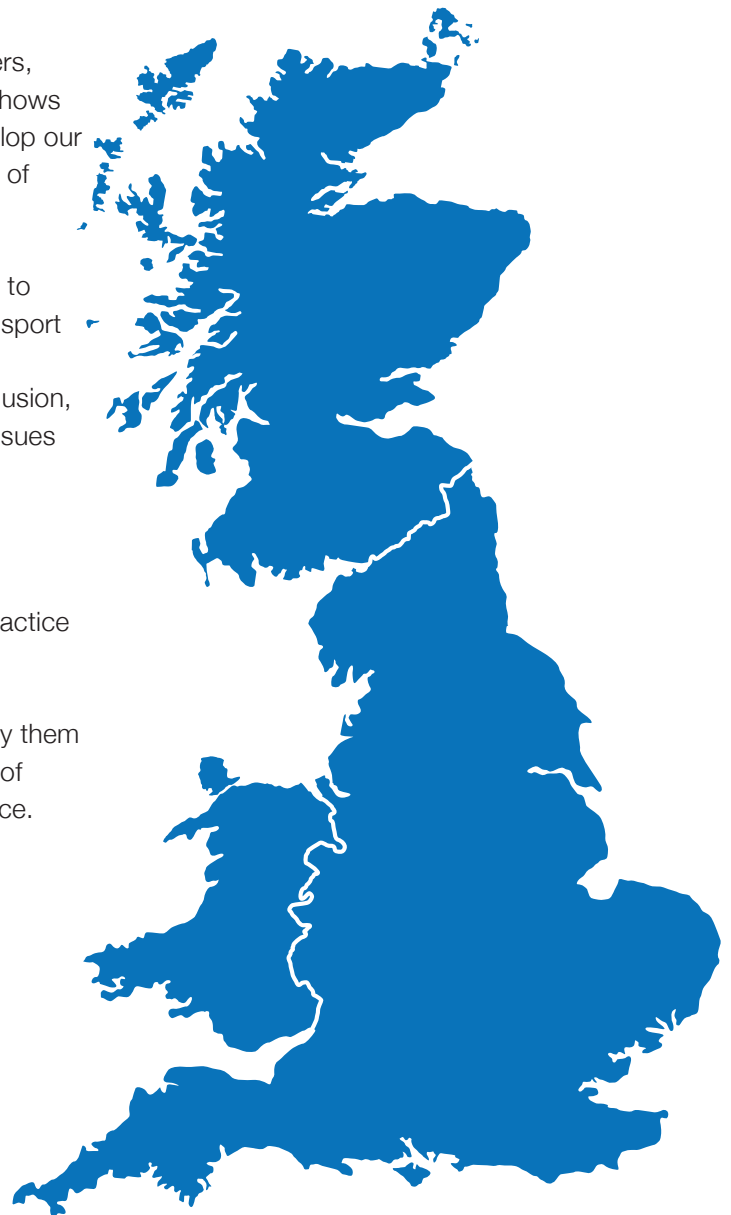 ers,
hows
lop our
of
to
sport
usion,
sues
actice
y them
of
ce.